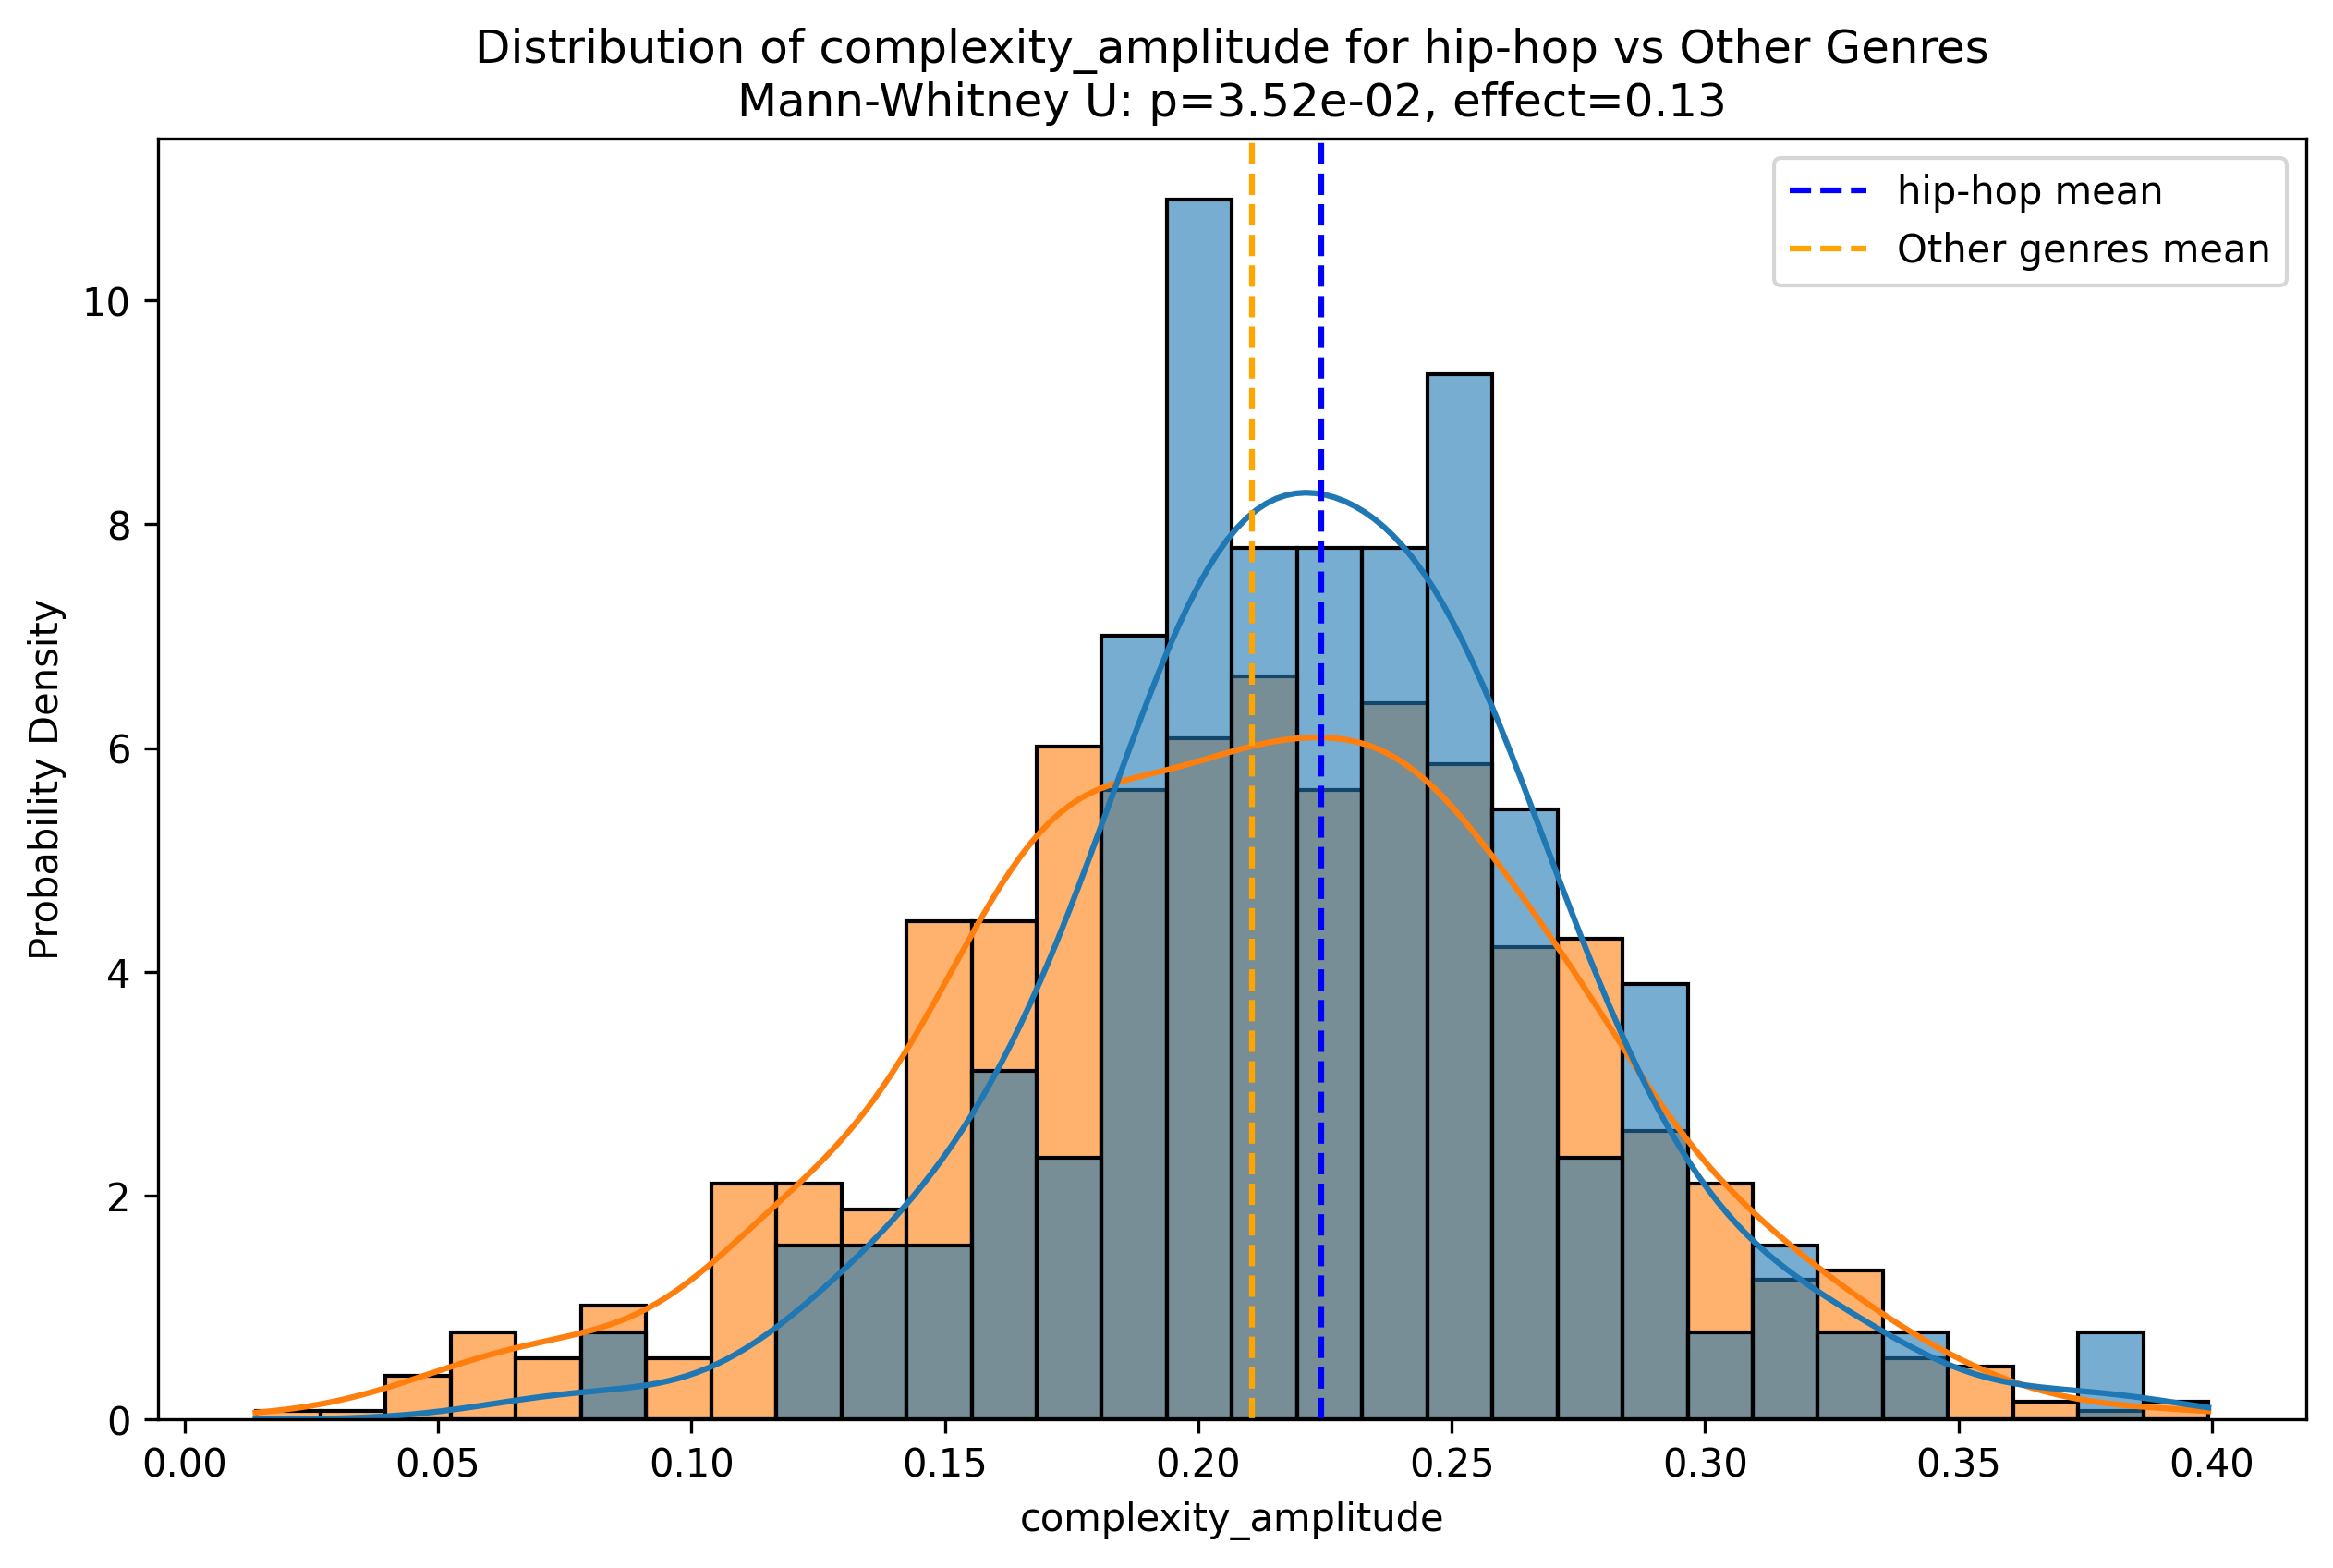 Distribution of complexity_amplitude for hip-hop vs Other Genres
Mann-Whitney U: p=3.52e-02, effect=0.13
hip-hop mean
Other genres mean
Probability Density
10
8
6
4
2
0
0.00 0.05 0.10 0.15 0.20 0.25 0.30 0.35 0.40
complexity_amplitude